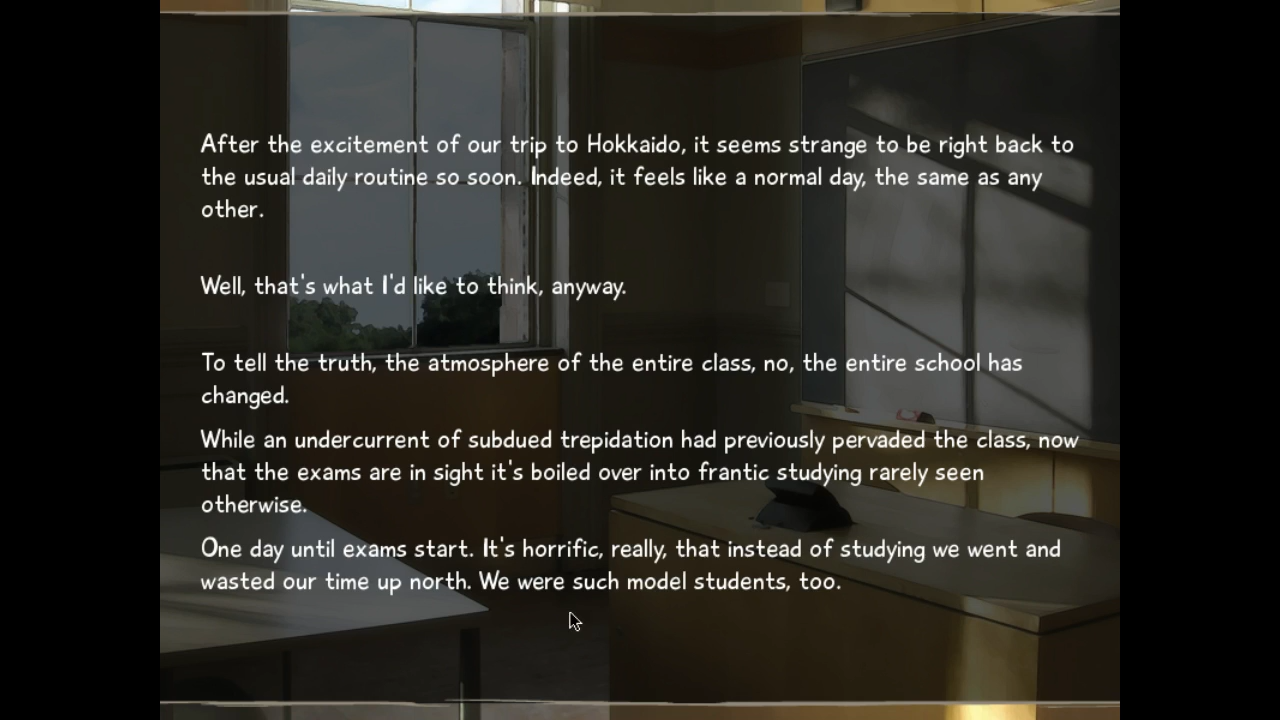 After the excitement of our trip to Hokkaido, it seems strange to be right back to
the usual daily routine so soon. Indeed, it feels like a normal day, the same as any
other.
Well, that's what I'd like to think, anyway.
To tell the truth, the atmosphere of the entire class, no, the entire school has
changed.
While an undercurrent of subdued trepidation had previously pervaded the class, now
that the exams are in sight it's boiled over into frantic studying rarely seen
otherwise.
One day until exams start. It's horrific, really, that instead of studying we went and
wasted our time up north. We were such model students, too.